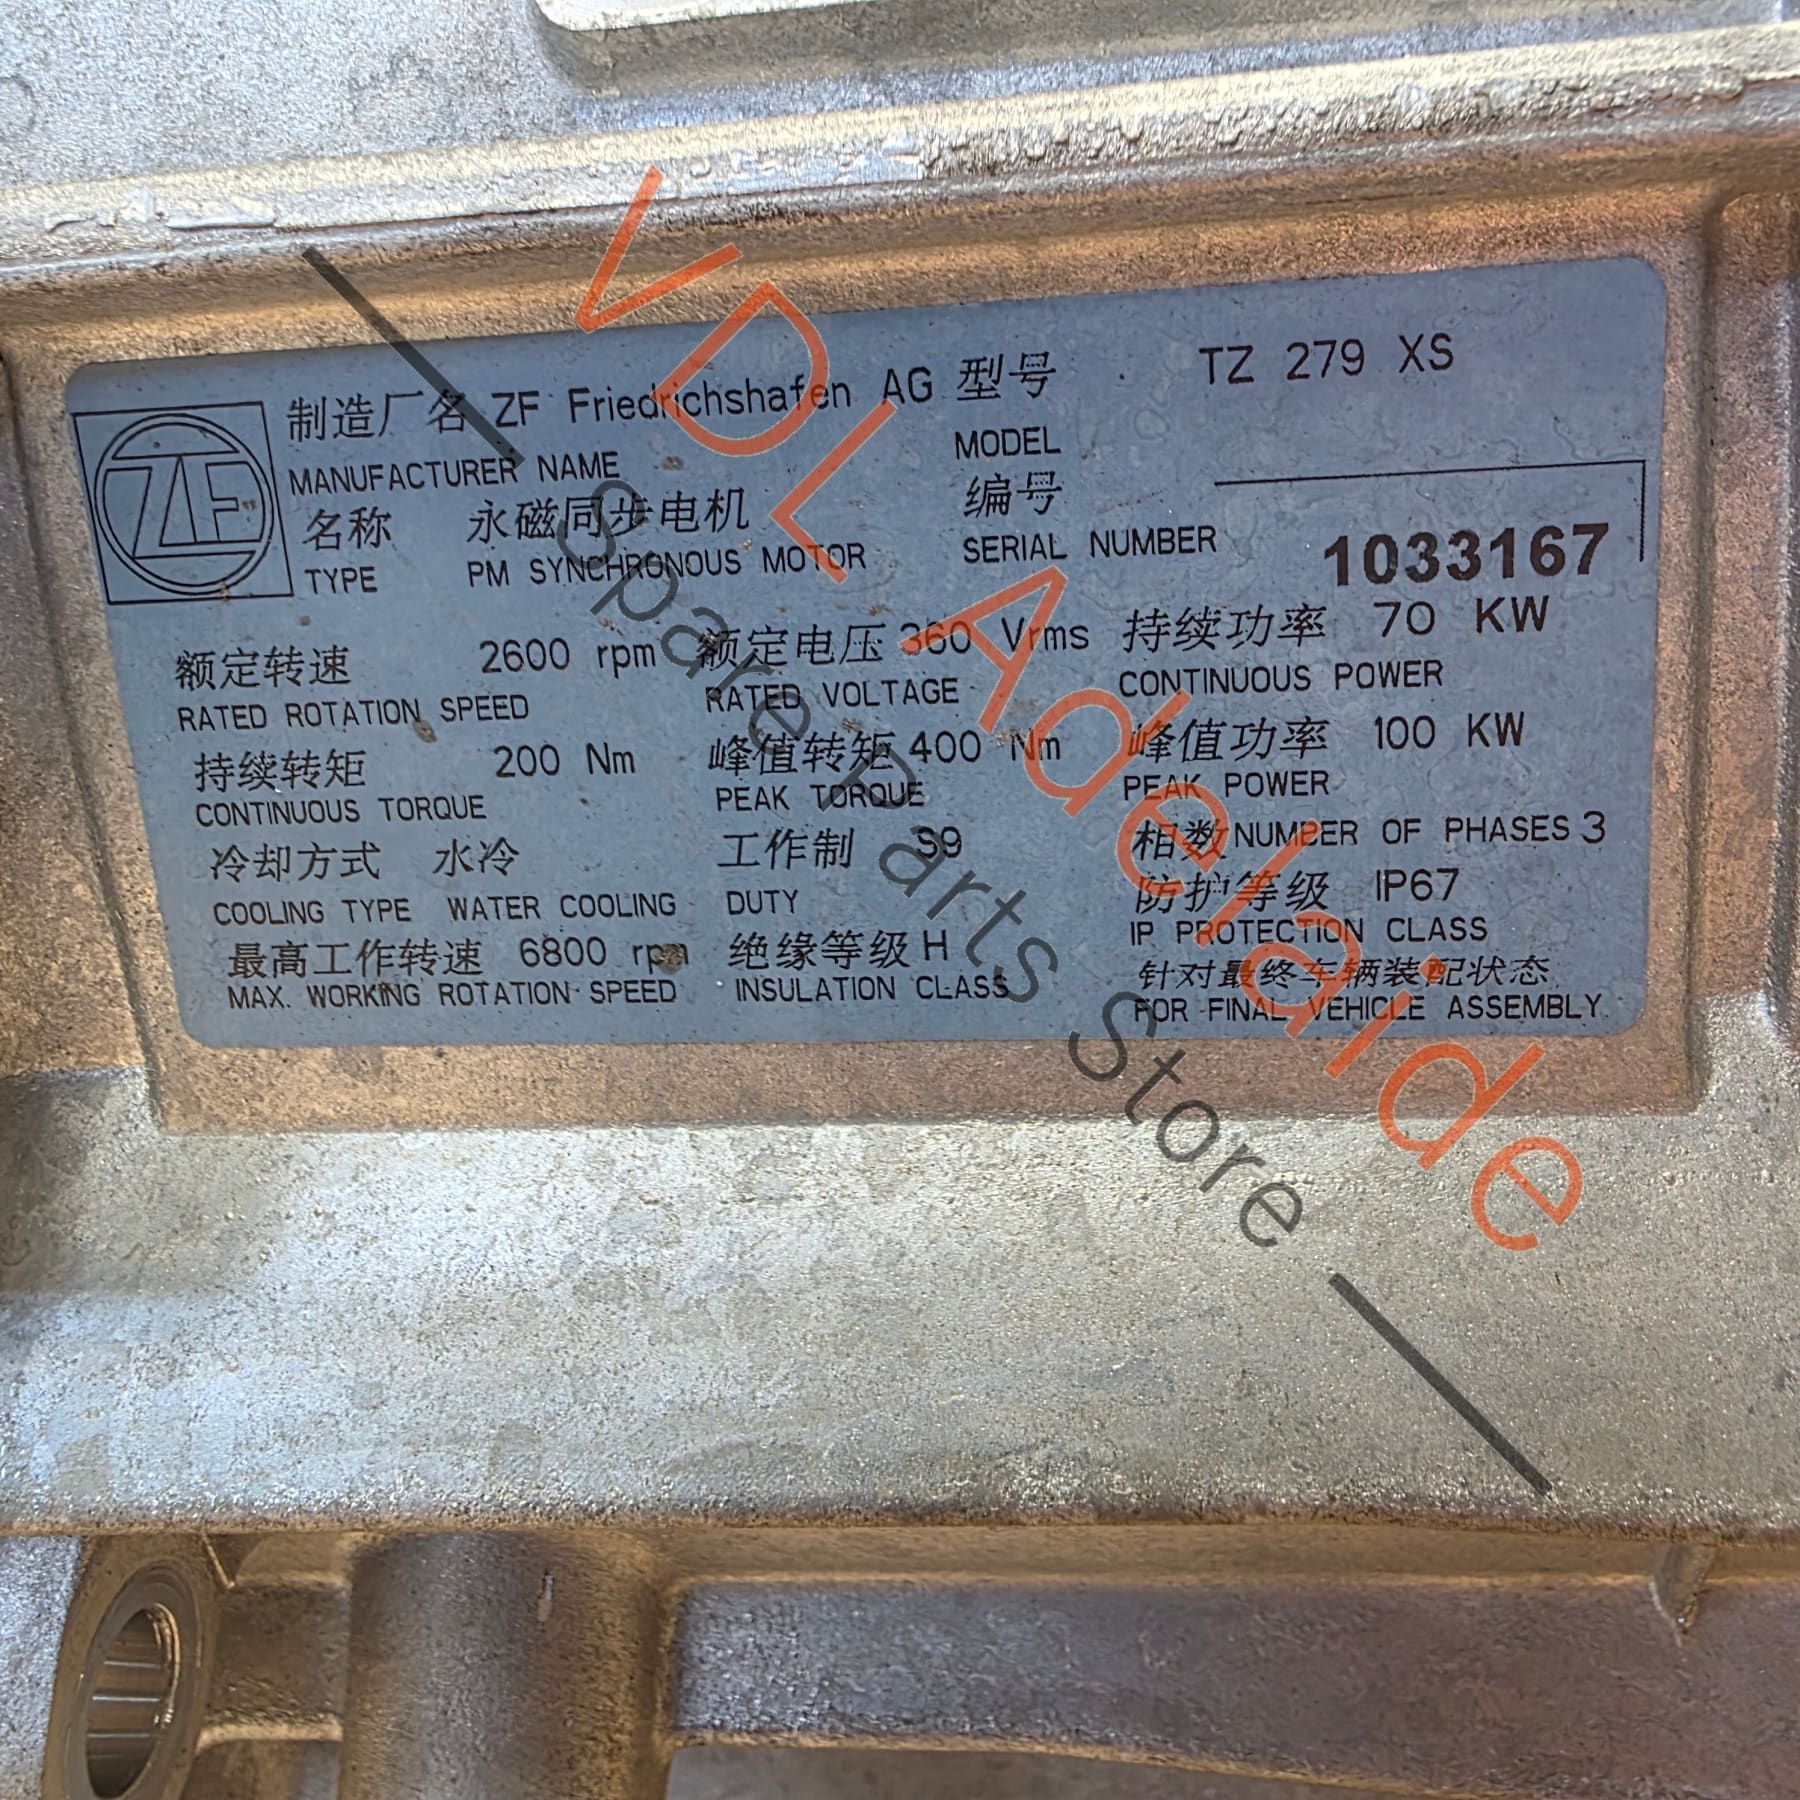 ZF
制造厂名 ZF Friedrichshafen AG
MANUFACTURER NAME
型号 TZ 279 XS
MODEL
名称 永磁同步电机
TYPE PM SYNCHRONOUS MOTOR
编号
SERIAL NUMBER 1033167
额定转速 2600 rpm 额定电压 360 Vrms 持续功率 70 KW
RATED ROTATION SPEED RATED VOLTAGE CONTINUOUS POWER
持续转矩 200 Nm 峰值转矩 400 Nm 峰值功率 100 KW
CONTINUOUS TORQUE PEAK TORQUE PEAK POWER
冷却方式 水冷 工作制 S9 相数 NUMBER OF PHASES 3
COOLING TYPE WATER COOLING DUTY 防护等级 IP67
IP PROTECTION CLASS
最高工作转速 6800 rpm 绝缘等级 H 针对最终车辆装配状态
MAX. WORKING ROTATION SPEED INSULATION CLASS FOR FINAL VEHICLE ASSEMBLY
VDL Adelaide
Spare Parts Store